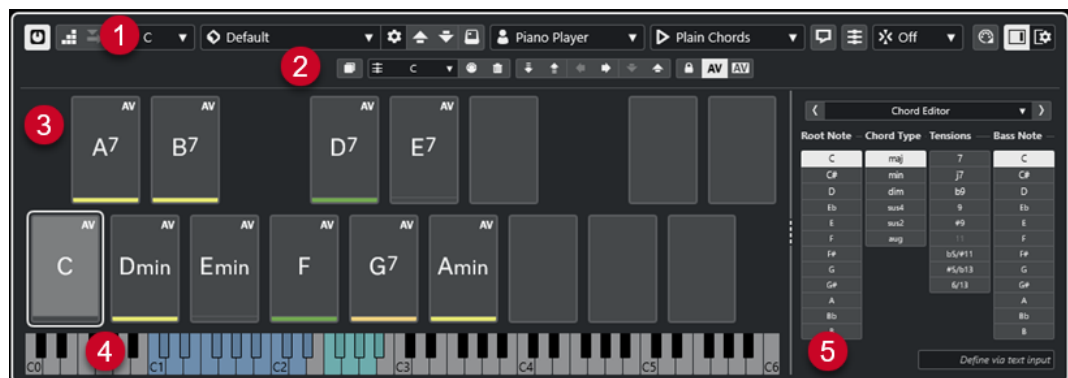 1 C Default Piano Player Plain Chords Off
2 C AV AV
3 AV AV AV AV
A7 B7 D7 E7
AV AV AV AV AV AV
C Dmin Emin F G7 Amin
4 C0 C1 C2 C3 C4 C5 C6
Chord Editor
Root Note Chord Type Tensions Bass Note
C maj 7 C
C# min j7 C#
D dim b9 D
Eb sus4 9 Eb
E sus2 #9 E
F aug 11 F
F# b5/#11 F#
G #5/b13 G
G# 6/13 G#
A A
Bb Bb
B B
5
Define via text input